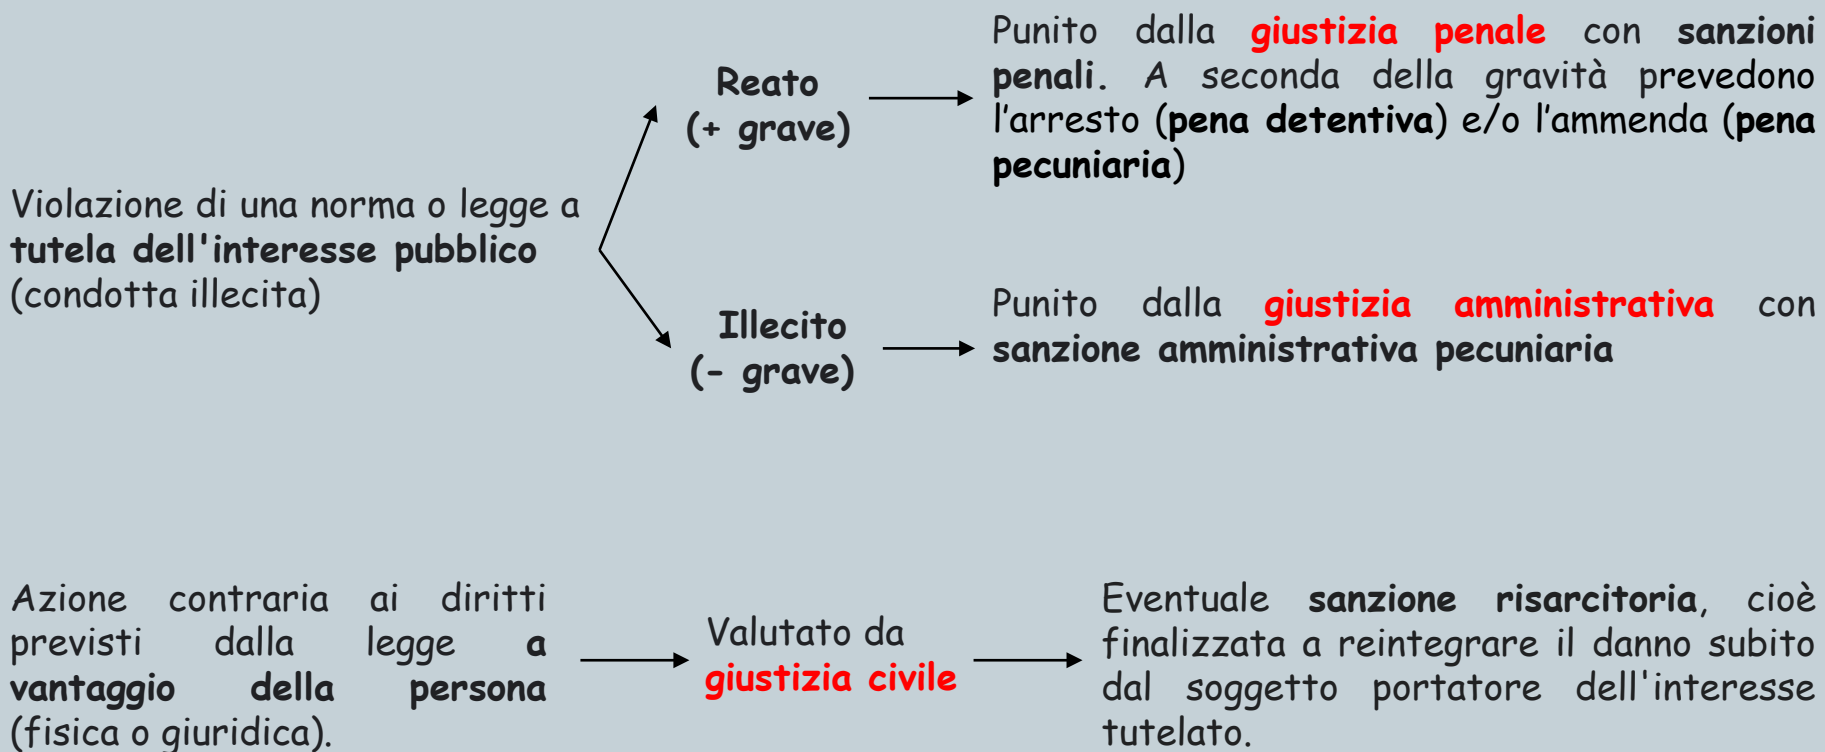 Violazione di una norma o legge a
tutela dell'interesse pubblico
(condotta illecita)
Reato
(+ grave)
Punito dalla giustizia penale con sanzioni
penali. A seconda della gravità prevedono
l’arresto (pena detentiva) e/o l’ammenda (pena
pecuniaria)
Illecito
(- grave)
Punito dalla giustizia amministrativa con
sanzione amministrativa pecuniaria
Azione contraria ai diritti
previsti dalla legge a
vantaggio della persona
(fisica o giuridica).
Valutato da
giustizia civile
Eventuale sanzione risarcitoria, cioè
finalizzata a reintegrare il danno subito
dal soggetto portatore dell'interesse
tutelato.